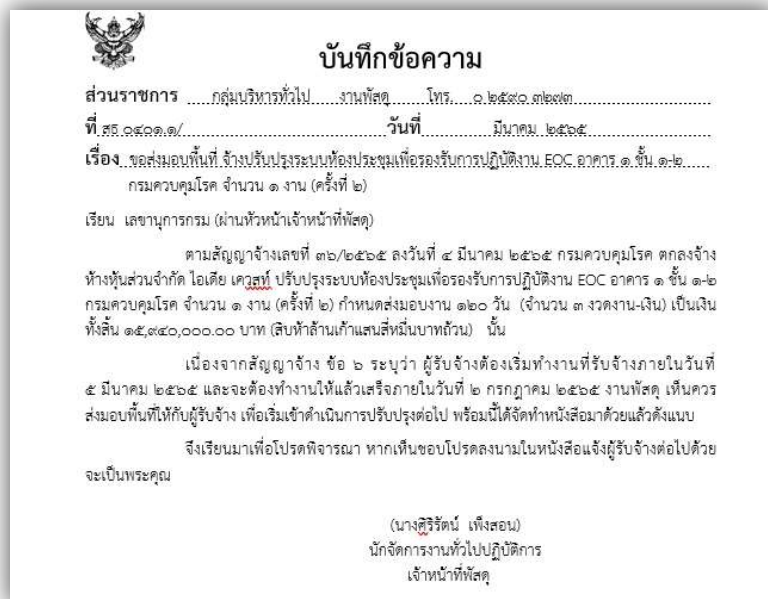 บันทึกข้อความ
ส่วนราชการ กลุ่มบริหารทั่วไป งานพัสดุ โทร. ๐ ๒๕๙๐ ๓๒๗๓
ที่ สธ ๐๔๐๑.๑/ วันที่ มีนาคม ๒๕๖๕
เรื่อง ขอส่งมอบพื้นที่ จ้างปรับปรุงระบบห้องประชุมเพื่อรองรับการปฏิบัติงาน EOC อาคาร ๑ ชั้น ๑-๒
กรมควบคุมโรค จำนวน ๑ งาน (ครั้งที่ ๒)
เรียน เลขานุการกรม (ผ่านหัวหน้าเจ้าหน้าที่พัสดุ)
ตามสัญญาจ้างเลขที่ ๓๖/๒๕๖๕ ลงวันที่ ๔ มีนาคม ๒๕๖๕ กรมควบคุมโรค ตกลงจ้าง
ห้างหุ้นส่วนจำกัด ไอเดีย เควสท์ ปรับปรุงระบบห้องประชุมเพื่อรองรับการปฏิบัติงาน EOC อาคาร ๑ ชั้น ๑-๒
กรมควบคุมโรค จำนวน ๑ งาน (ครั้งที่ ๒) กำหนดส่งมอบงาน ๑๒๐ วัน (จำนวน ๓ งวดงาน-เงิน) เป็นเงิน
ทั้งสิ้น ๑๕,๙๔๐,๐๐๐.๐๐ บาท (สิบห้าล้านเก้าแสนสี่หมื่นบาทถ้วน) นั้น
เนื่องจากสัญญาจ้าง ข้อ ๖ ระบุว่า ผู้รับจ้างต้องเริ่มทำงานที่รับจ้างภายในวันที่
๕ มีนาคม ๒๕๖๕ และจะต้องทำงานให้แล้วเสร็จภายในวันที่ ๒ กรกฎาคม ๒๕๖๕ งานพัสดุ เห็นควร
ส่งมอบพื้นที่ให้กับผู้รับจ้าง เพื่อเริ่มเข้าดำเนินการปรับปรุงต่อไป พร้อมนี้ได้จัดทำหนังสือมาด้วยแล้วดังแนบ
จึงเรียนมาเพื่อโปรดพิจารณา หากเห็นชอบโปรดลงนามในหนังสือแจ้งผู้รับจ้างต่อไปด้วย
จะเป็นพระคุณ
(นางศิริรัตน์ เพ็งสอน)
นักจัดการงานทั่วไปปฏิบัติการ
เจ้าหน้าที่พัสดุ